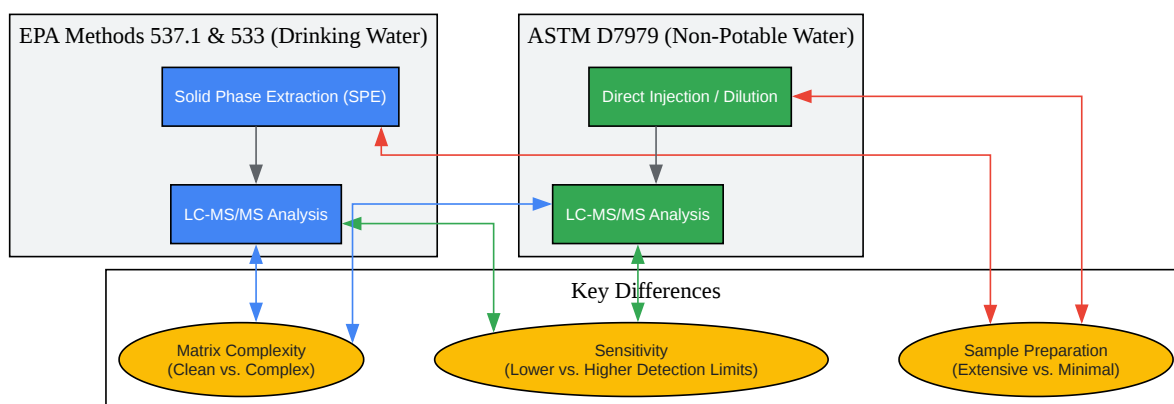 EPA Methods 537.1 & 533 (Drinking Water)
ASTM D7979 (Non-Potable Water)
Solid Phase Extraction (SPE)
Direct Injection / Dilution
LC-MS/MS Analysis
LC-MS/MS Analysis
Key Differences
Matrix Complexity
(Clean vs. Complex)
Sensitivity
(Lower vs. Higher Detection Limits)
Sample Preparation
(Extensive vs. Minimal)